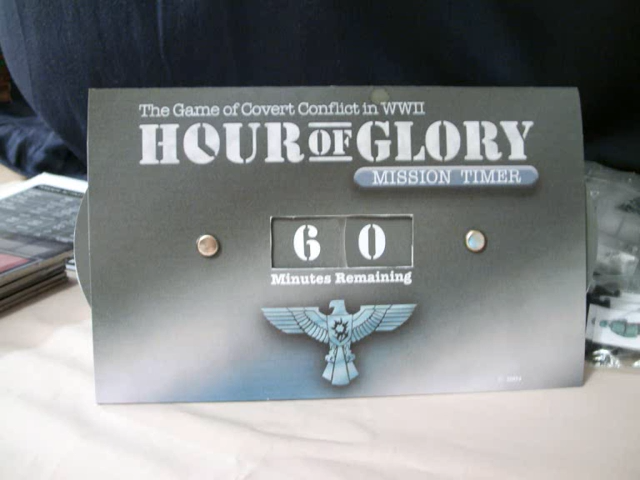 The Game of Covert Conflict in WWII
HOUR OF GLORY
MISSION TIMER
6 0
Minutes Remaining